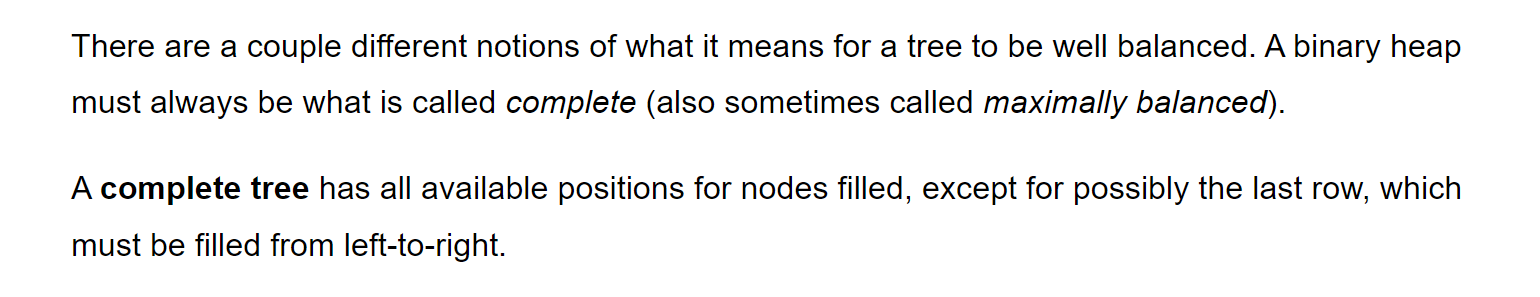 There are a couple different notions of what it means for a tree to be well balanced. A binary heap
must always be what is called complete (also sometimes called maximally balanced).
A complete tree has all available positions for nodes filled, except for possibly the last row, which
must be filled from left-to-right.